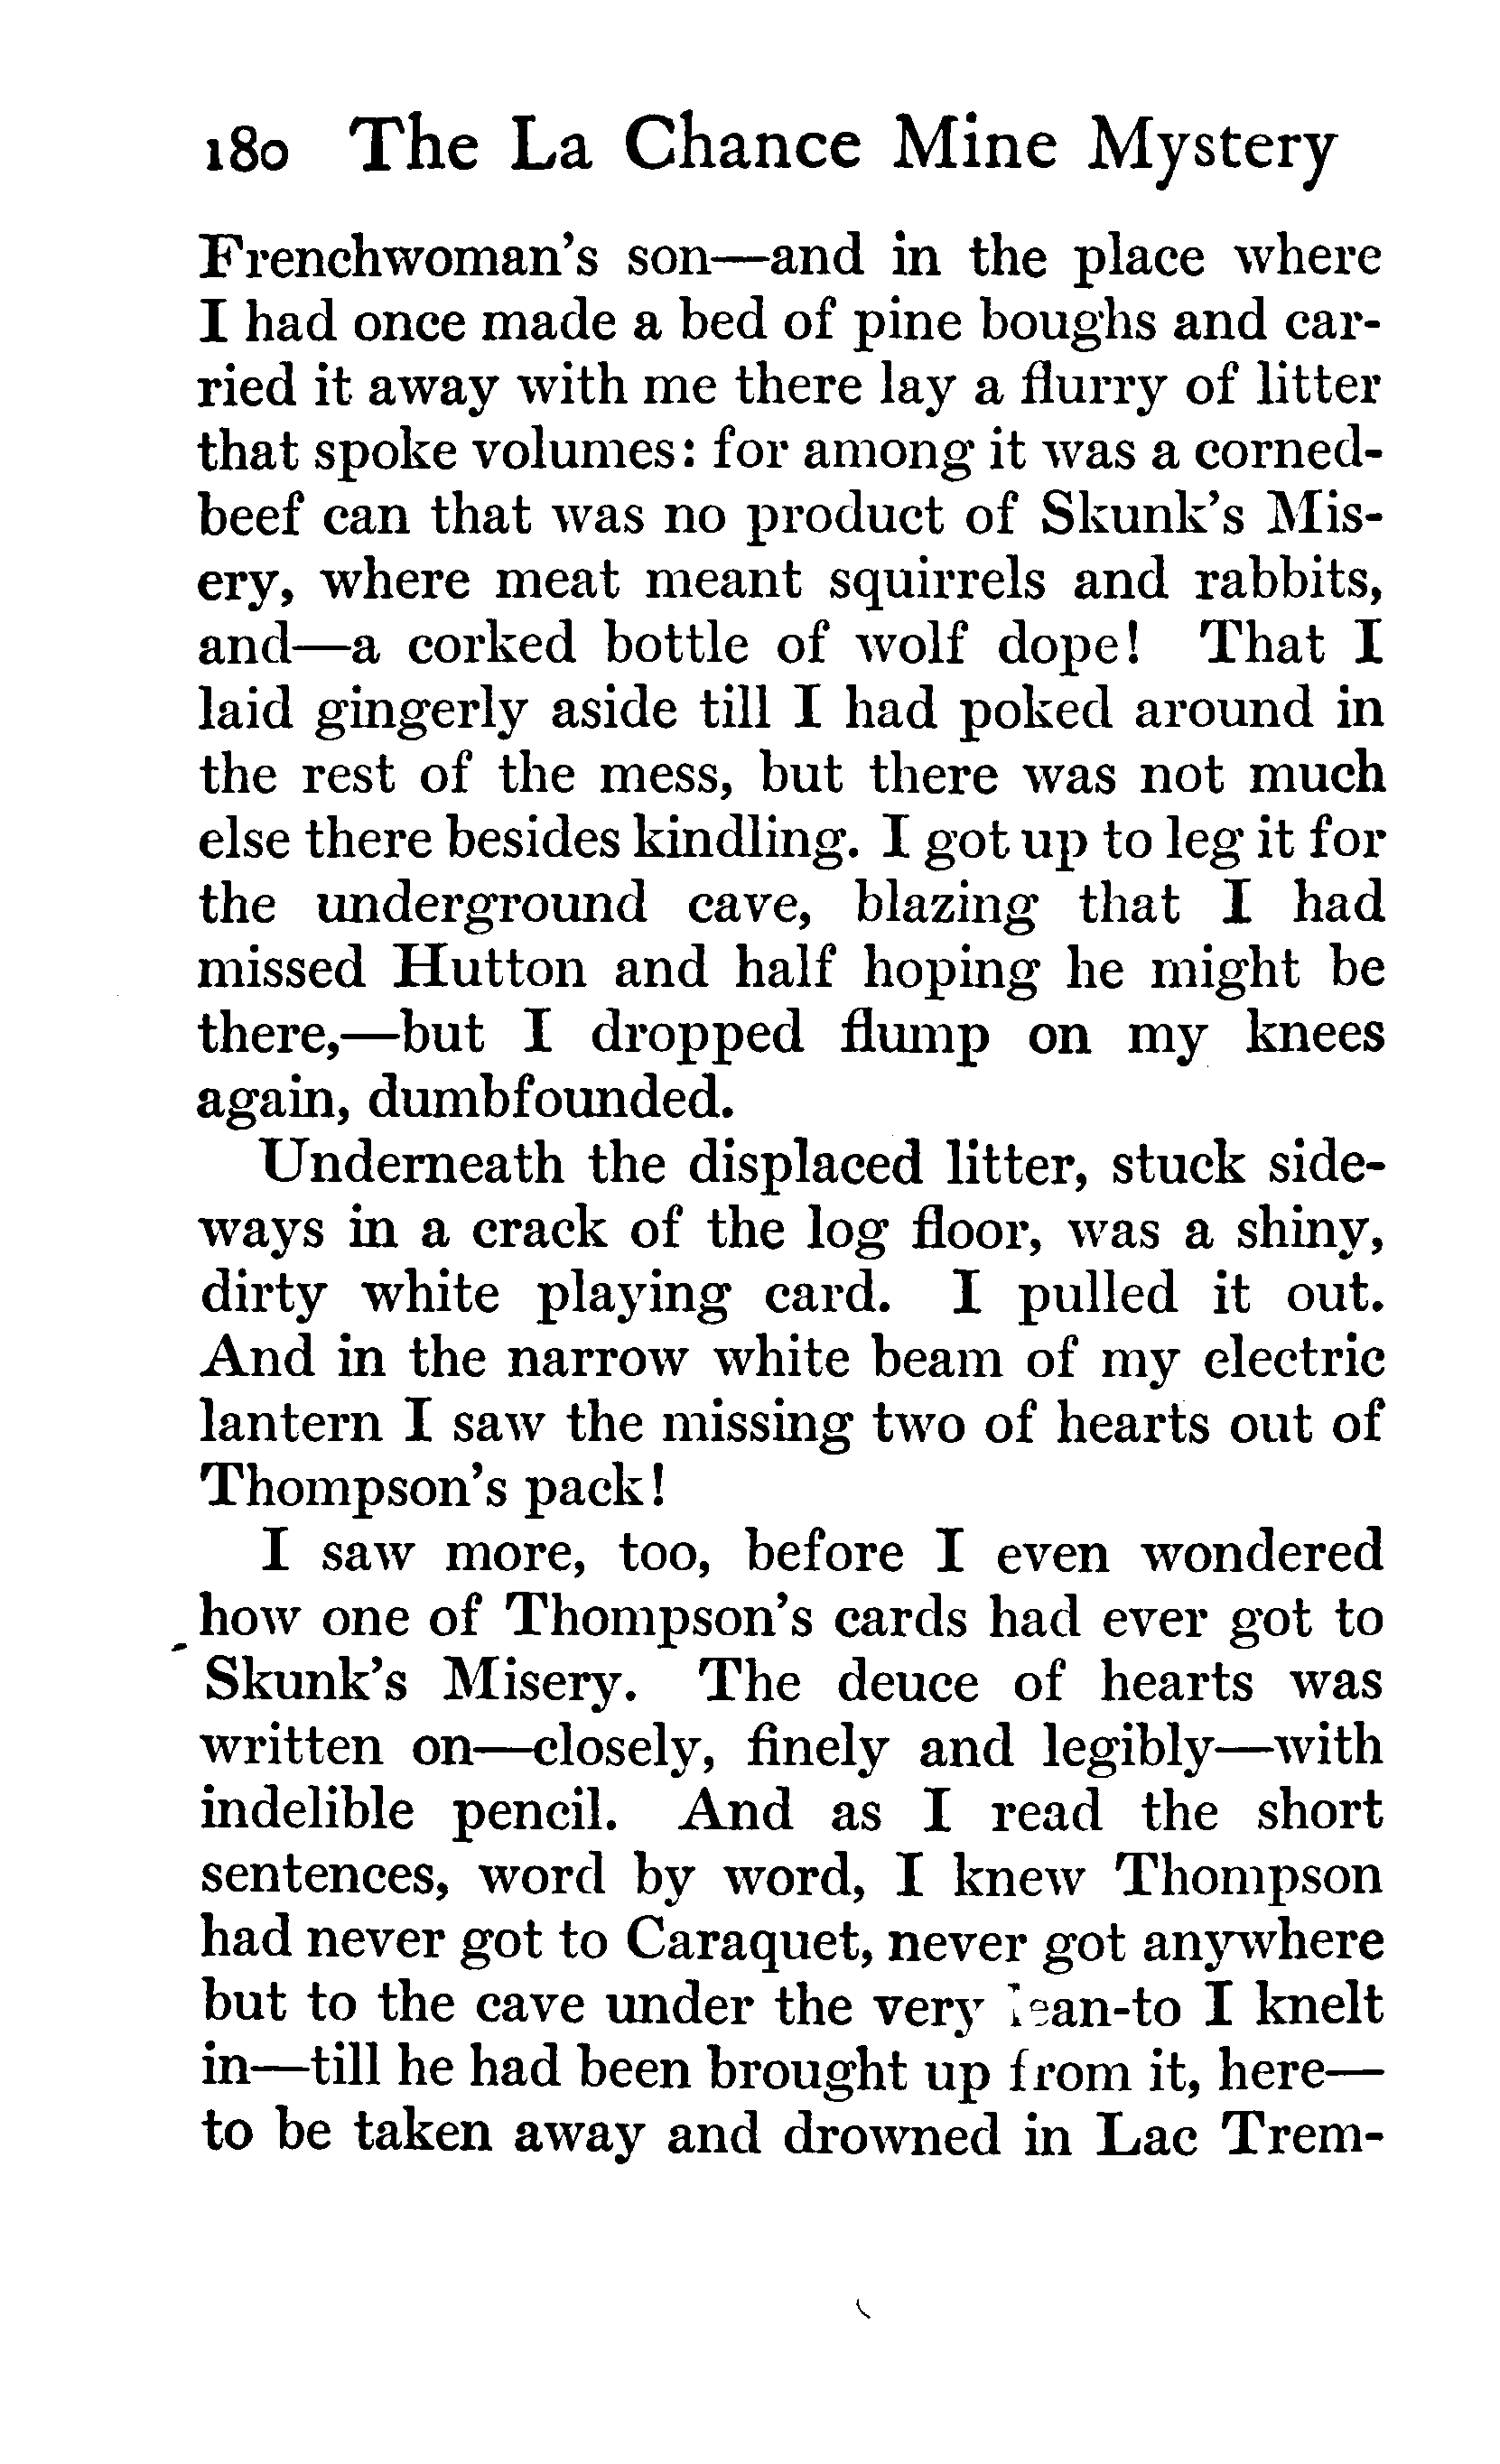 180 The La Chance Mine Mystery
Frenchwoman's son—and in the place where
I had once made a bed of pine boughs and car-
ried it away with me there lay a flurry of litter
that spoke volumes: for among it was a corned-
beef can that was no product of Skunk's Mis-
ery, where meat meant squirrels and rabbits,
and—a corked bottle of wolf dope! That I
laid gingerly aside till I had poked around in
the rest of the mess, but there was not much
else there besides kindling. I got up to leg it for
the underground cave, blazing that I had
missed Hutton and half hoping he might be
there,—but I dropped flump on my knees
again, dumbfounded.
Underneath the displaced litter, stuck side-
ways in a crack of the log floor, was a shiny,
dirty white playing card. I pulled it out.
And in the narrow white beam of my electric
lantern I saw the missing two of hearts out of
Thompson's pack!
I saw more, too, before I even wondered
how one of Thompson's cards had ever got to
Skunk's Misery. The deuce of hearts was
written on—closely, finely and legibly—with
indelible pencil. And as I read the short
sentences, word by word, I knew Thompson
had never got to Caraquet, never got anywhere
but to the cave under the very lean-to I knelt
in—till he had been brought up from it, here—
to be taken away and drowned in Lac Trem-